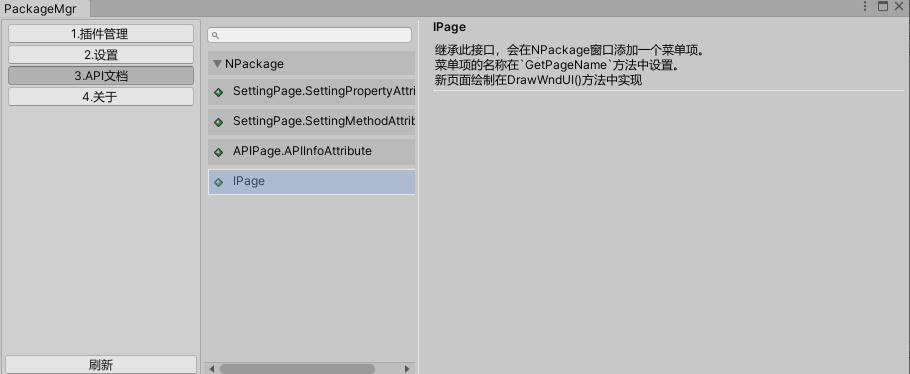 PackageMgr
1.插件管理
2.设置
3.API文档
4.关于
刷新
NPackage
SettingPage.SettingPropertyAttri
SettingPage.SettingMethodAttrib
APIPage.APIInfoAttribute
IPage
IPage
继承此接口，会在NPackage窗口添加一个菜单项。
菜单项的名称在`GetPageName`方法中设置。
新页面绘制在DrawWndUI()方法中实现